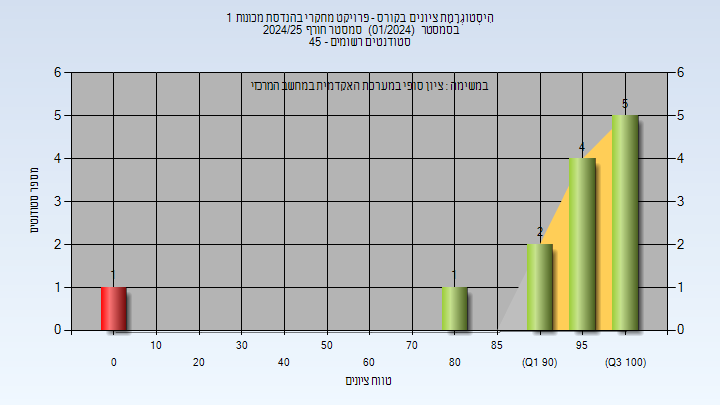 הִיסְטוֹגְרָמַת ציונים בקורס - פרויקט מחקרי בהנדסת מכונות 1
בסמסטר (01/2024) סמסטר חורף 2024/25
סטודנטים רשומים - 45
במשימה : ציון סופי במערכת האקדמית במחשב המרכזי
6 6
5 5 5
4 4 4
3 3
2 2 2
1 1 1 1
0 0
10 30 50 70 85 95
0 20 40 60 80 (Q1 90) (Q3 100)
מספר סטודנטים
טווח ציונים